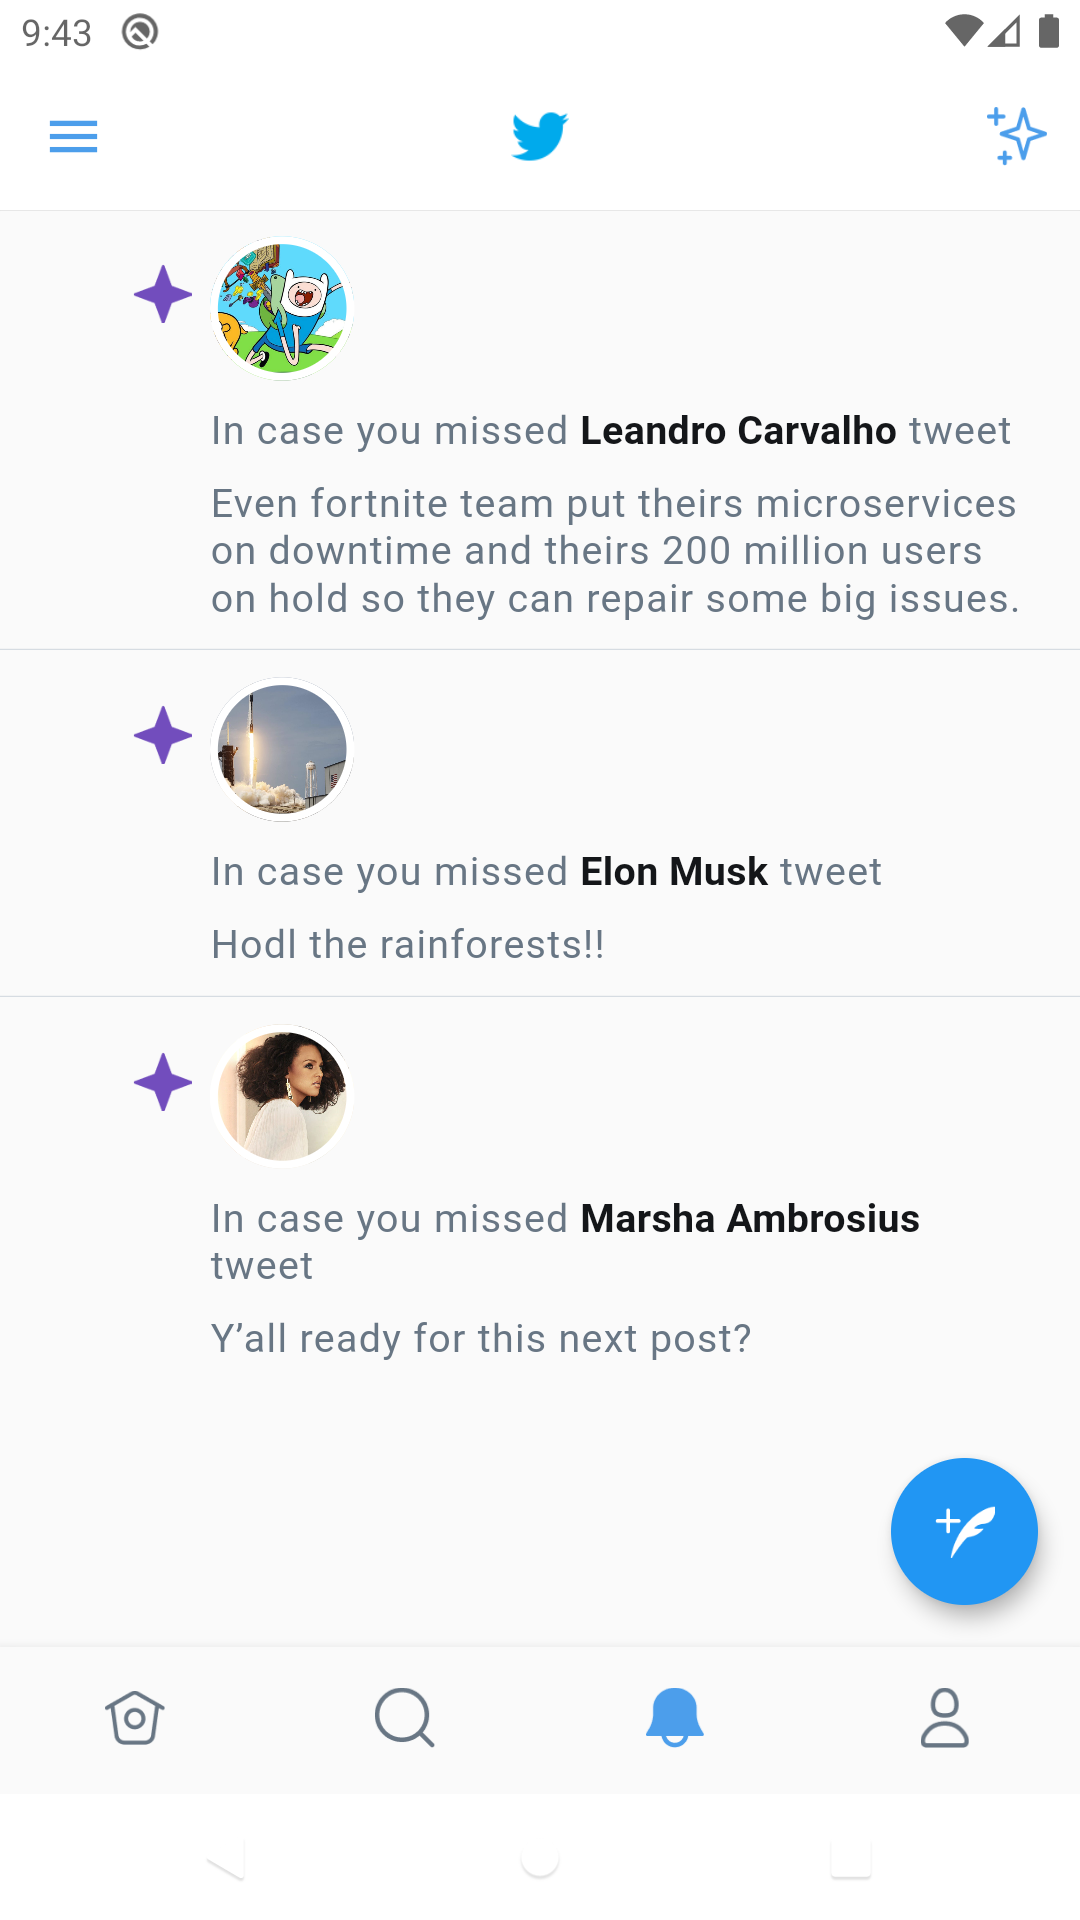 9:43
In case you missed Leandro Carvalho tweet
Even fortnite team put theirs microservices
on downtime and theirs 200 million users
on hold so they can repair some big issues.
In case you missed Elon Musk tweet
Hodl the rainforests!!
In case you missed Marsha Ambrosius
tweet
Y’all ready for this next post?